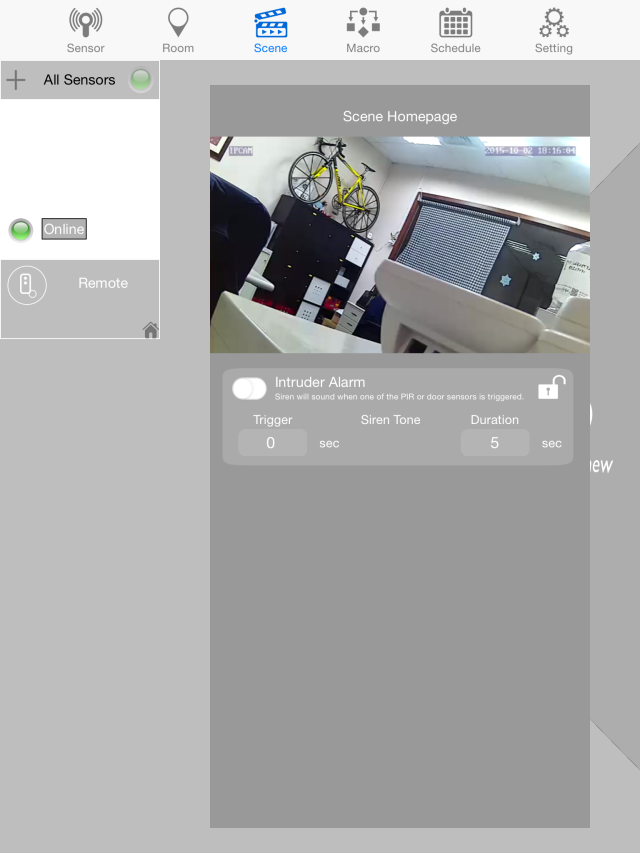 Sensor
Room
Scene
Macro
Schedule
Setting
All Sensors
Online
Remote
Scene Homepage
IPCAM
2015-10-02 18:16:04
Intruder Alarm
Siren will sound when one of the PIR or door sensors is triggered.
Trigger
Siren Tone
Duration
0
sec
5
sec